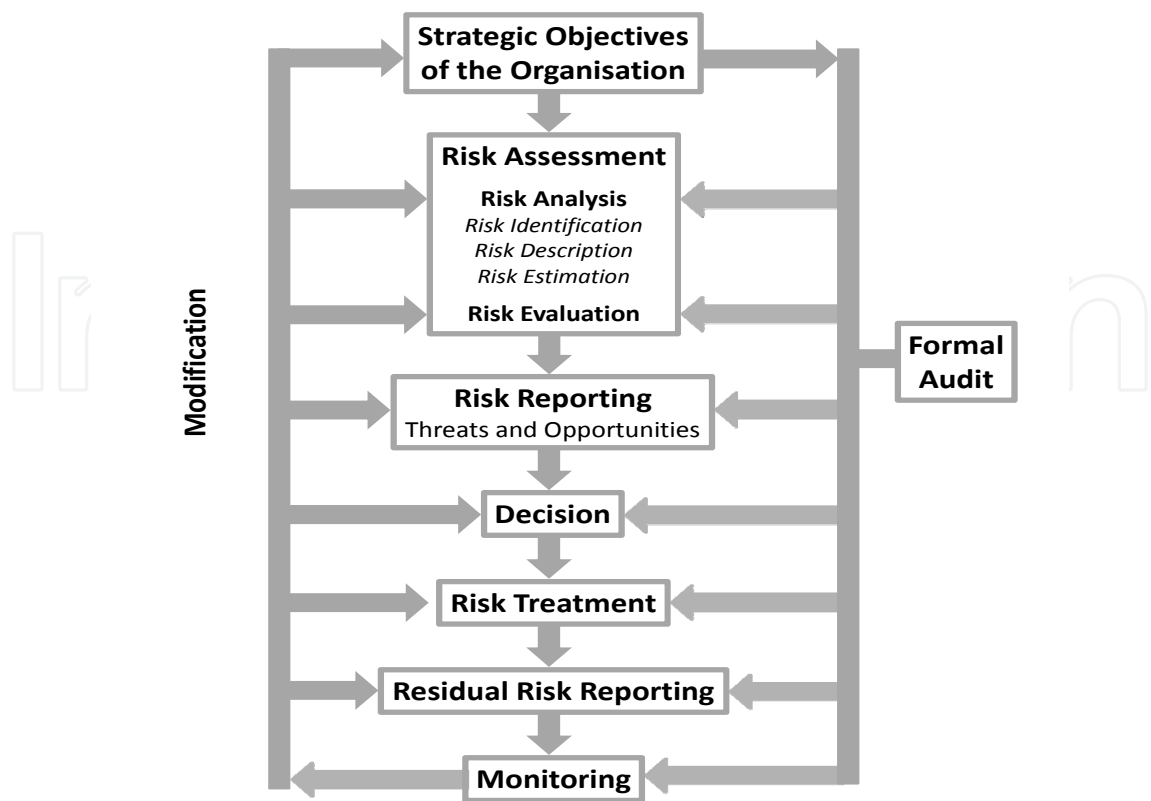 Strategic Objectives
of the Organisation
Risk Assessment
Risk Analysis
Risk Identification
Risk Description
Risk Estimation
Risk Evaluation
Modification
Formal
Audit
Risk Reporting
Threats and Opportunities
Decision
Risk Treatment
Residual Risk Reporting
Monitoring